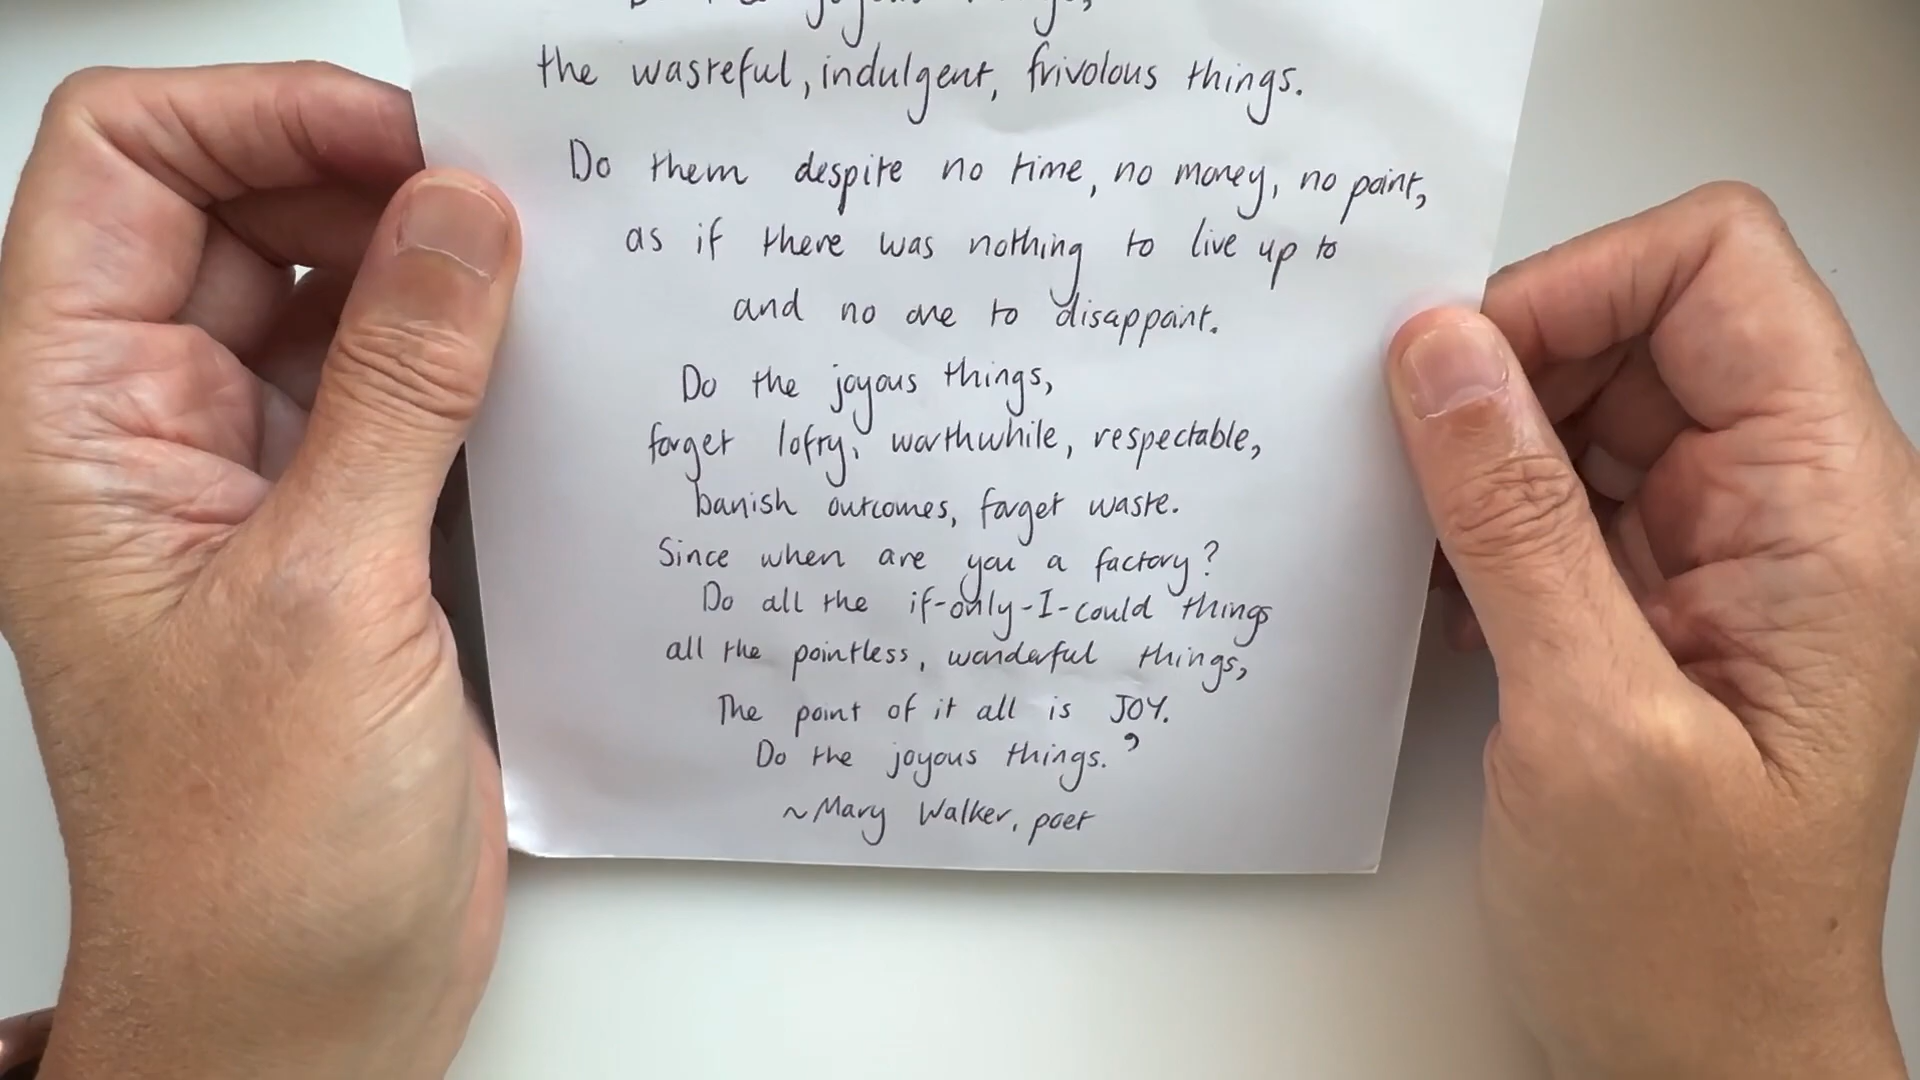 joyous things,
the wasteful, indulgent, frivolous things.
Do them despite no time, no money, no point,
as if there was nothing to live up to
and no one to disappoint.
Do the joyous things,
forget lofty, worthwhile, respectable,
banish outcomes, forget waste.
Since when are you a factory?
Do all the if-only-I-could things
all the pointless, wonderful things,
The point of it all is JOY.
Do the joyous things.’
~Mary Walker, poet